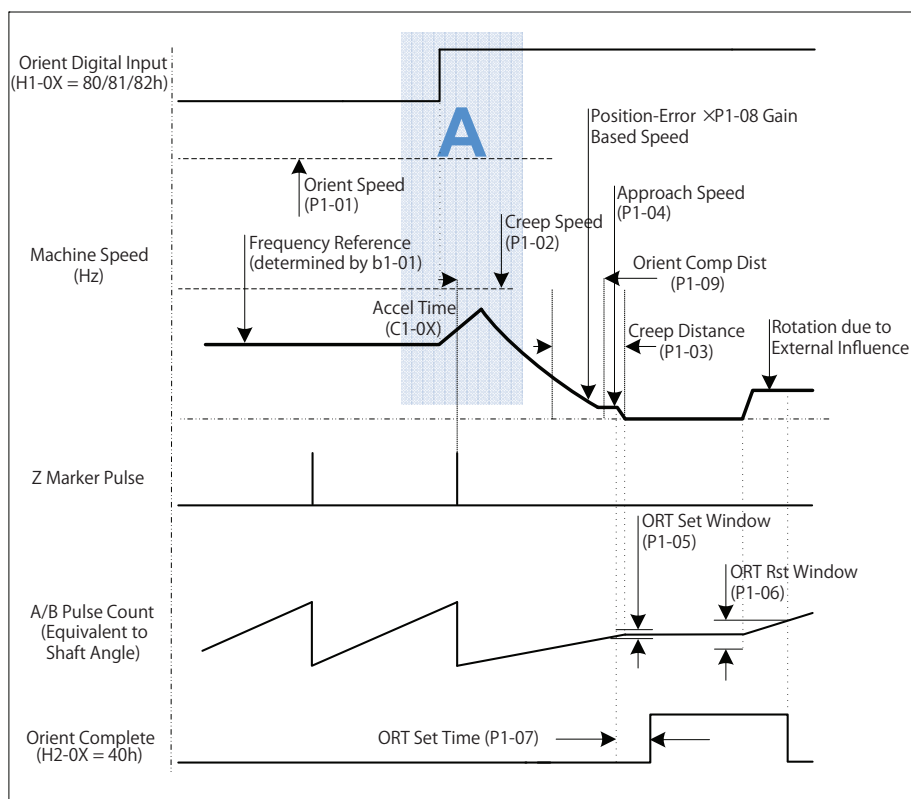 Orient Digital Input
(H1-0X = 80/81/82h)
A
Position-Error ×P1-08 Gain
Based Speed
Orient Speed
(P1-01)
Approach Speed
(P1-04)
Creep Speed
(P1-02)
Machine Speed
(Hz)
Frequency Reference
(determined by b1-01)
Orient Comp Dist
(P1-09)
Accel Time
(C1-0X)
Creep Distance
(P1-03)
Rotation due to
External Influence
Z Marker Pulse
ORT Set Window
(P1-05)
ORT Rst Window
(P1-06)
A/B Pulse Count
(Equivalent to
Shaft Angle)
Orient Complete
(H2-0X = 40h)
ORT Set Time (P1-07)